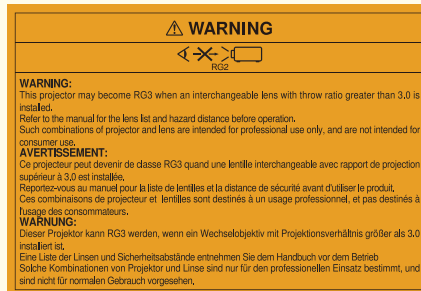 ⚠ WARNING
RG2
WARNING:
This projector may become RG3 when an interchangeable lens with throw ratio greater than 3.0 is
installed.
Refer to the manual for the lens list and hazard distance before operation.
Such combinations of projector and lens are intended for professional use only, and are not intended for
consumer use.
AVERTISSEMENT:
Ce projecteur peut devenir de classe RG3 quand une lentille interchangeable avec rapport de projection
supérieur à 3,0 est installée.
Reportez-vous au manuel pour la liste de lentilles et la distance de sécurité avant d'utiliser le produit.
Ces combinaisons de projecteur et lentilles sont destinés à un usage professionnel, et pas destinés à
l'usage des consommateurs.
WARNUNG:
Dieser Projektor kann RG3 werden, wenn ein Wechselobjektiv mit Projektionsverhältnis größer als 3.0
installiert ist.
Eine Liste der Linsen und Sicherheitsabstände entnehmen Sie dem Handbuch vor dem Betrieb
Solche Kombinationen von Projektor und Linse sind nur für den professionellen Einsatz bestimmt, und
sind nicht für normalen Gebrauch vorgesehen.